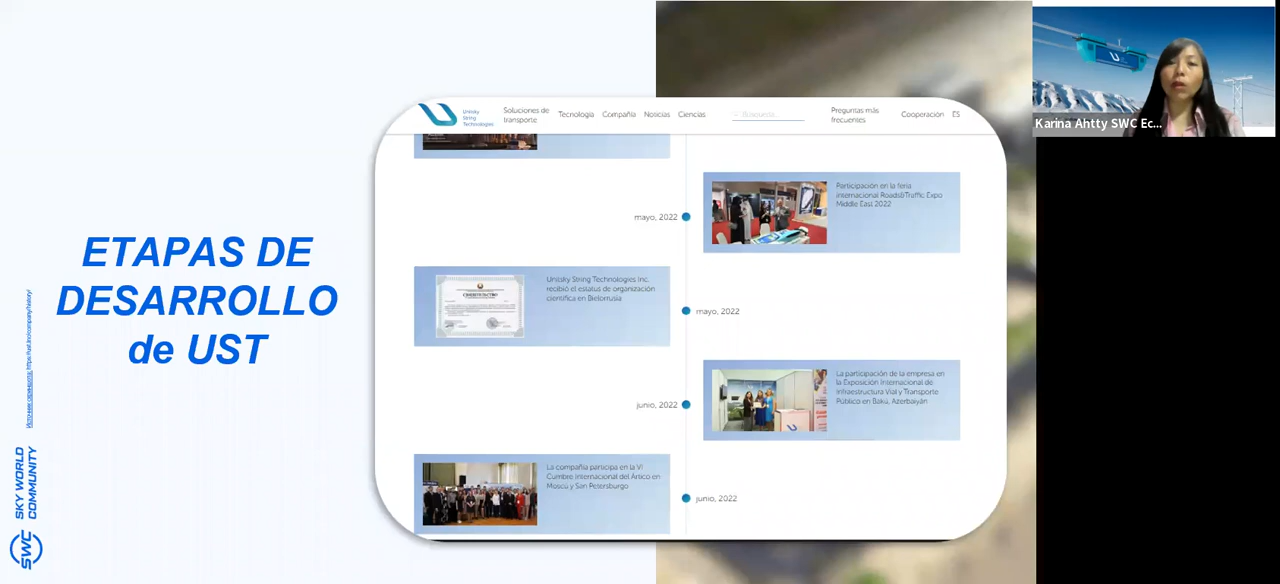 ETAPAS DE
DESARROLLO
de UST
SKY WORLD
COMMUNITY
SWC
Unitsky
String
Technologies
Soluciones de
transporte
Tecnología
Compañía
Noticias
Ciencias
Búsqueda...
Preguntas más
frecuentes
Cooperación
ES
mayo, 2022
Participación en la feria
internacional Roads&Traffic Expo
Middle East 2022
Unitsky String Technologies Inc.
recibió el estatus de organización
científica en Bielorrusia
mayo, 2022
junio, 2022
La participación de la empresa en
la Exposición Internacional de
Infraestructura Vial y Transporte
Público en Bakú, Azerbaiyán
La compañía participa en la VI
Cumbre Internacional del Ártico en
Moscú y San Petersburgo
junio, 2022
Karina Ahtty SWC Ec...